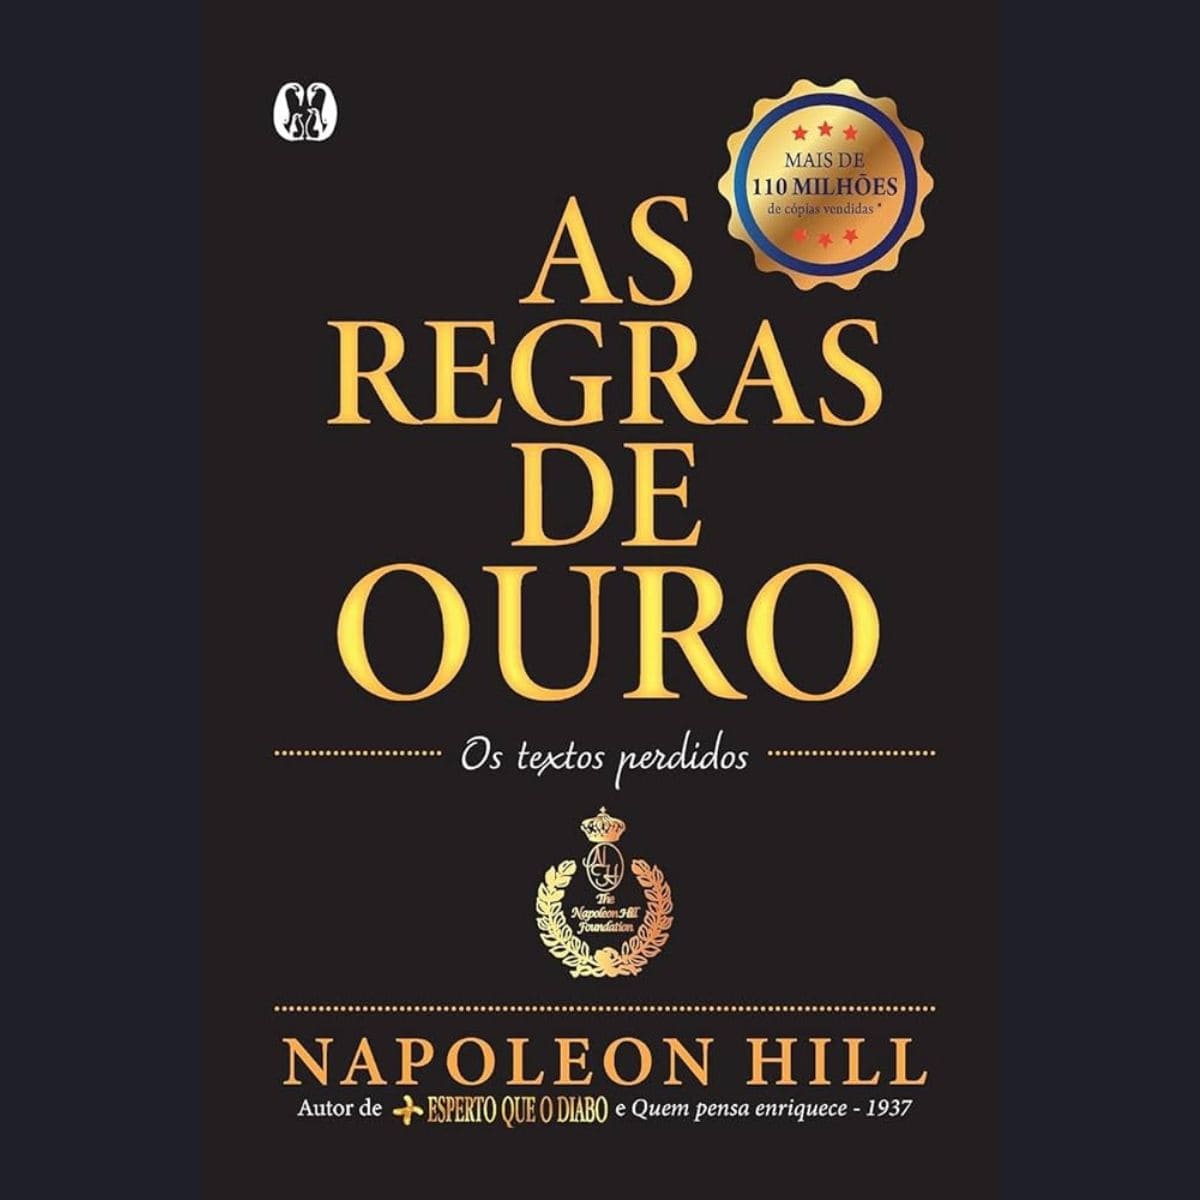 MAIS DE
110 MILHÕES
de cópias vendidas *
AS
REGRAS
DE
OURO
Os textos perdidos
NH
The
Napoleon Hill
Foundation
NAPOLEON HILL
Autor de + ESPERTO QUE O DIABO e Quem pensa enriquece - 1937